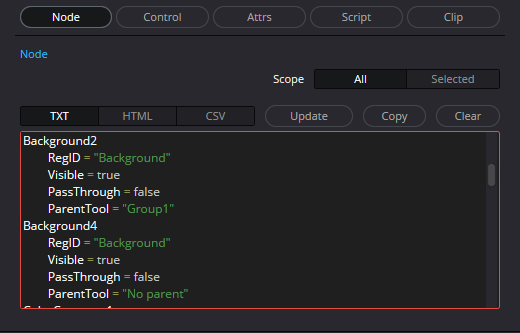 Node Control Attrs Script Clip
Node
Scope All Selected
TXT HTML CSV Update Copy Clear
Background2
RegID = "Background"
Visible = true
PassThrough = false
ParentTool = "Group1"
Background4
RegID = "Background"
Visible = true
PassThrough = false
ParentTool = "No parent"